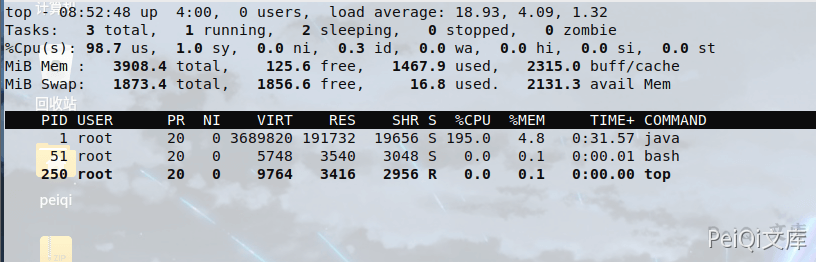 top - 08:52:48 up  4:00,  0 users,  load average: 18.93, 4.09, 1.32
Tasks:   3 total,   1 running,   2 sleeping,   0 stopped,   0 zombie
%Cpu(s): 98.7 us,  1.0 sy,  0.0 ni,  0.3 id,  0.0 wa,  0.0 hi,  0.0 si,  0.0 st
MiB Mem :   3908.4 total,    125.6 free,   1467.9 used,   2315.0 buff/cache
MiB Swap:   1873.4 total,   1856.6 free,     16.8 used.   2131.3 avail Mem
回收站
PID USER      PR  NI    VIRT    RES    SHR S  %CPU  %MEM     TIME+ COMMAND
1 root      20   0 3689820 191732  19656 S 195.0   4.8   0:31.57 java
51 root      20   0    5748   3540   3048 S   0.0   0.1   0:00.01 bash
250 root      20   0    9764   3416   2956 R   0.0   0.1   0:00.00 top
peiqi
PeiQi文库